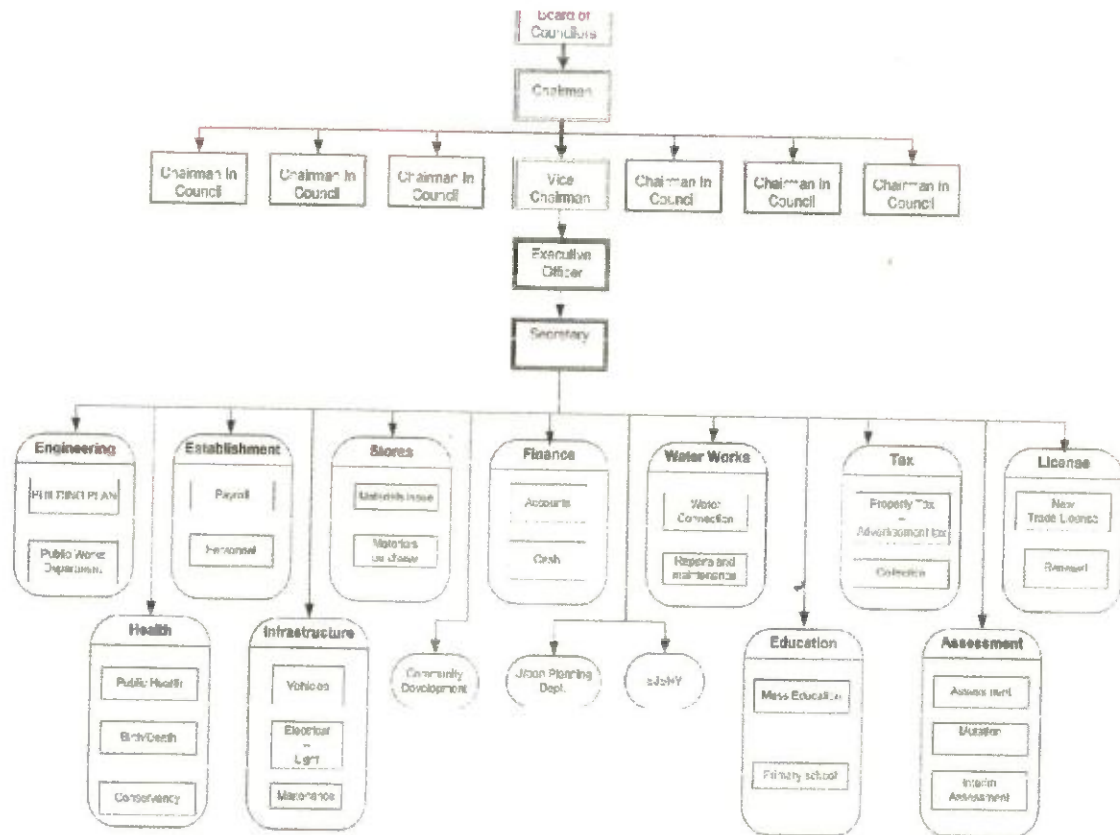 Board of
Councilors
Chairman
Chairman In
Council
Chairman In
Council
Chairman In
Council
Vice
Chairman
Chairman In
Council
Chairman In
Council
Chairman In
Council
Executive
Officer
Secretary
Engineering
BUILDING PLAN
Public Works
Department
Establishment
Payroll
Personnel
Stores
Materials Issue
Materials
purchase
Finance
Accounts
Cash
Water Works
Water
Connection
Repairs and
maintenance
Tax
Property Tax
Advertisement tax
Collection
License
New
Trade License
Renewal
Health
Public Health
Birth/Death
Conservancy
Infrastructure
Vehicles
Electrical
Light
Community
Development
Urban Planning
Dept.
Education
Mass Education
Primary school
Assessment
Assessment
Mutation
Interim
Assessment